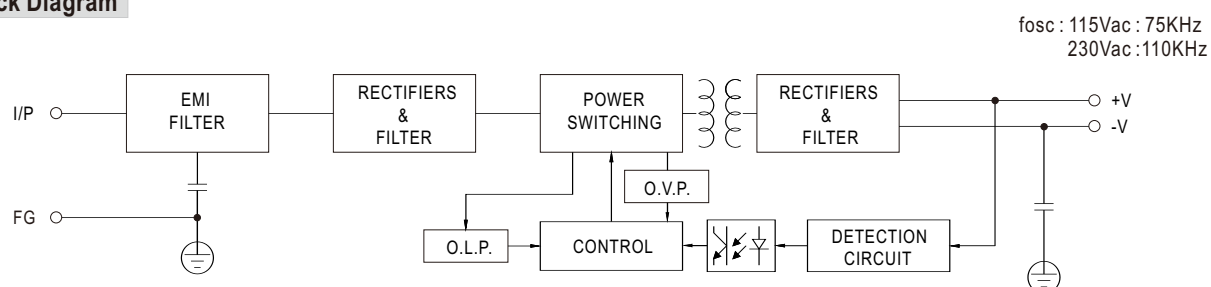 ck Diagram
fosc : 115Vac : 75KHz
230Vac :110KHz
I/P
EMI
FILTER
RECTIFIERS
&
FILTER
POWER
SWITCHING
RECTIFIERS
&
FILTER
+V
-V
O.V.P.
FG
O.L.P.
CONTROL
DETECTION
CIRCUIT